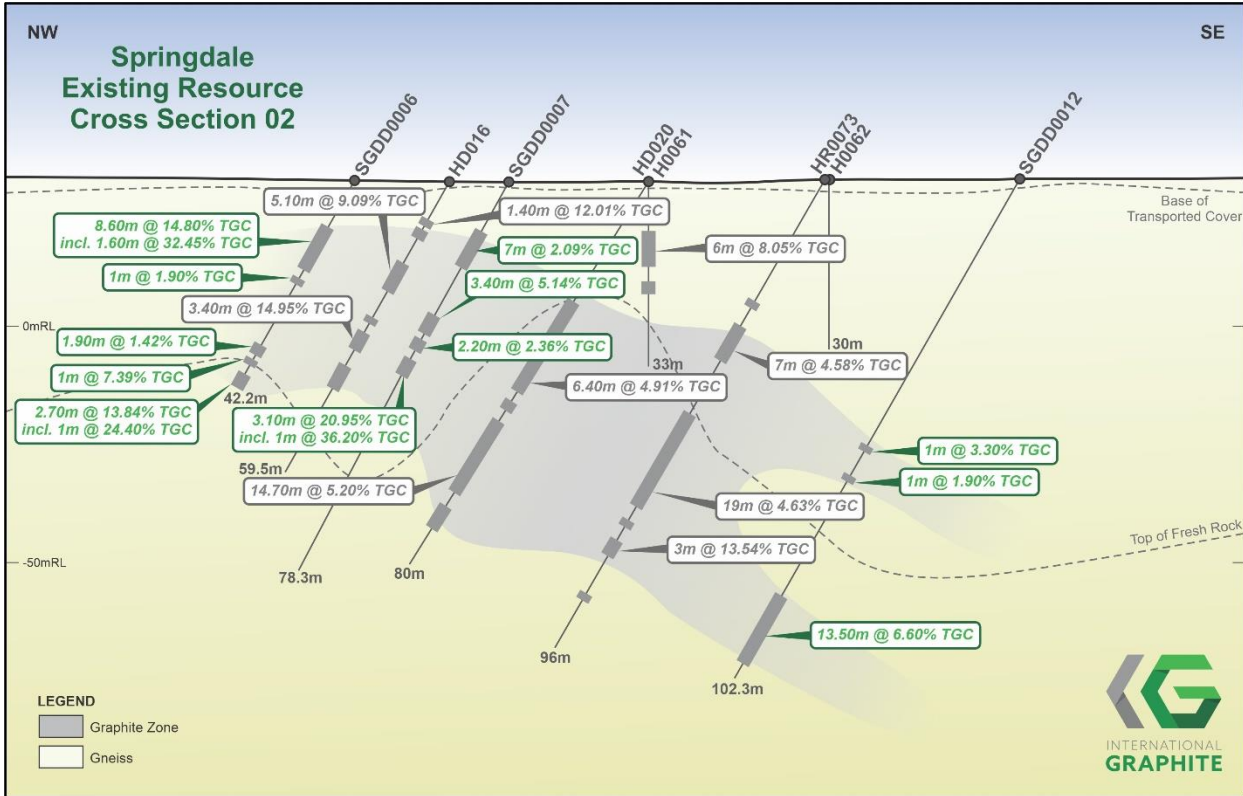 NW
SE
Springdale
Existing Resource
Cross Section 02
SGDD0006
HD016
SGDD0007
HD020
H0061
HR0073
H0062
SGDD0012
Base of
Transported Cover
5.10m @ 9.09% TGC
1.40m @ 12.01% TGC
8.60m @ 14.80% TGC
incl. 1.60m @ 32.45% TGC
7m @ 2.09% TGC
6m @ 8.05% TGC
1m @ 1.90% TGC
3.40m @ 5.14% TGC
3.40m @ 14.95% TGC
0mRL
1.90m @ 1.42% TGC
2.20m @ 2.36% TGC
30m
33m
7m @ 4.58% TGC
1m @ 7.39% TGC
6.40m @ 4.91% TGC
42.2m
2.70m @ 13.84% TGC
incl. 1m @ 24.40% TGC
3.10m @ 20.95% TGC
incl. 1m @ 36.20% TGC
1m @ 3.30% TGC
59.5m
1m @ 1.90% TGC
14.70m @ 5.20% TGC
19m @ 4.63% TGC
Top of Fresh Rock
3m @ 13.54% TGC
-50mRL
78.3m
80m
13.50m @ 6.60% TGC
96m
102.3m
LEGEND
Graphite Zone
Gneiss
INTERNATIONAL
GRAPHITE